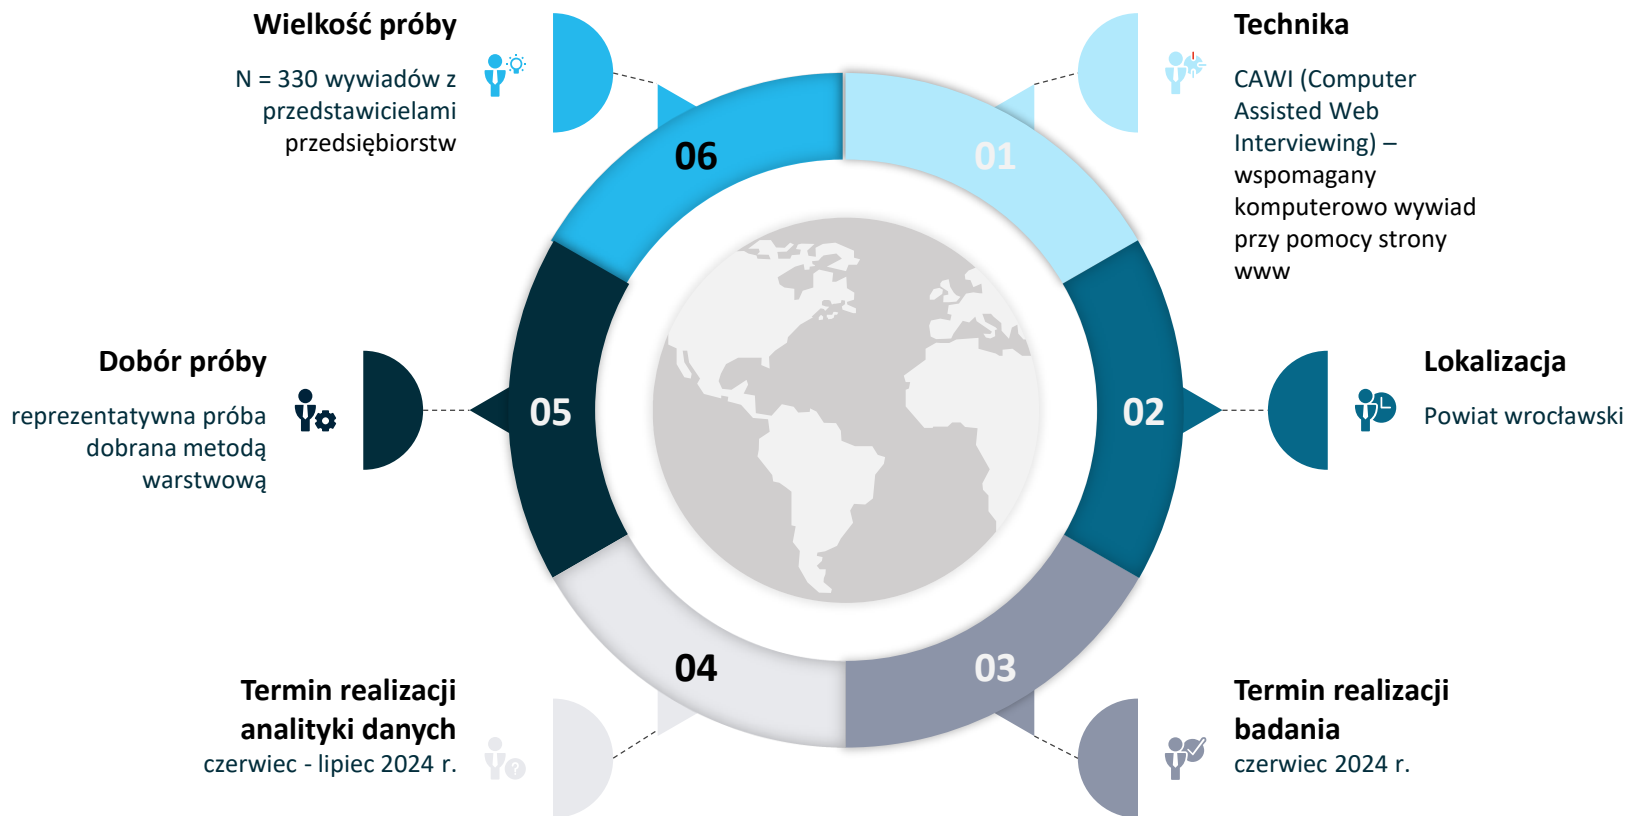 Wielkość próby
N = 330 wywiadów z
przedstawicielami
przedsiębiorstw
06
Technika
CAWI (Computer
Assisted Web
Interviewing) –
wspomagany
komputerowo wywiad
przy pomocy strony
www
01
Dobór próby
reprezentatywna próba
dobrana metodą
warstwową
05
02
Lokalizacja
Powiat wrocławski
Termin realizacji
analityki danych
czerwiec - lipiec 2024 r.
04
03
Termin realizacji
badania
czerwiec 2024 r.
?